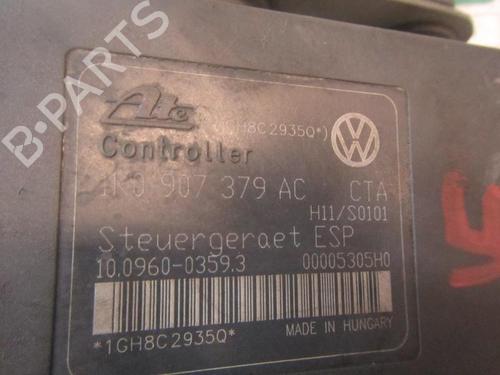 B-PARTS
Ate
*1GH8C2935Q*)
Controller
1K0 907 379 AC CTA
H11/S0101
Steuergeraet ESP
10.0960-0359.3 00005305H0
*1GH8C2935Q* MADE IN HUNGARY